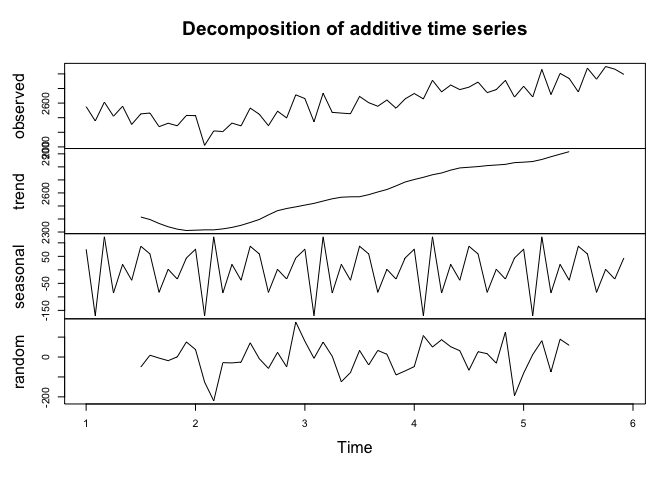 Decomposition of additive time series
observed
2600
trend
2600
2300
seasonal
50
-50
-150
random
0
-200
1 2 3 4 5 6
Time